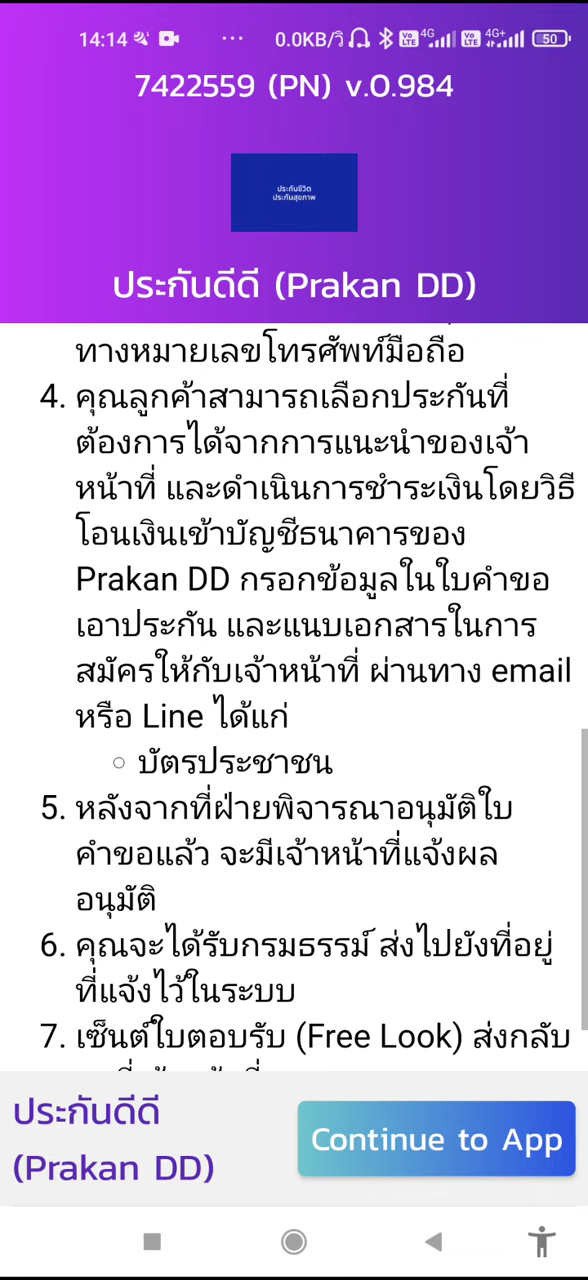 14:14 ... 0.0KB/วิ VoLTE 4G VoLTE 4G+ 50
7422559 (PN) v.0.984
ประกันชีวิต
ประกันสุขภาพ
ประกันดีดี (Prakan DD)
ทางหมายเลขโทรศัพท์มือถือ
4. คุณลูกค้าสามารถเลือกประกันที่
ต้องการได้จากการแนะนำของเจ้า
หน้าที่ และดำเนินการชำระเงินโดยวิธี
โอนเงินเข้าบัญชีธนาคารของ
Prakan DD กรอกข้อมูลในใบคำขอ
เอาประกัน และแนบเอกสารในการ
สมัครให้กับเจ้าหน้าที่ ผ่านทาง email
หรือ Line ได้แก่
○ บัตรประชาชน
5. หลังจากที่ฝ่ายพิจารณาอนุมัติใบ
คำขอแล้ว จะมีเจ้าหน้าที่แจ้งผล
อนุมัติ
6. คุณจะได้รับกรมธรรม์ ส่งไปยังที่อยู่
ที่แจ้งไว้ในระบบ
7. เซ็นต์ใบตอบรับ (Free Look) ส่งกลับ
ประกันดีดี
(Prakan DD)
Continue to App